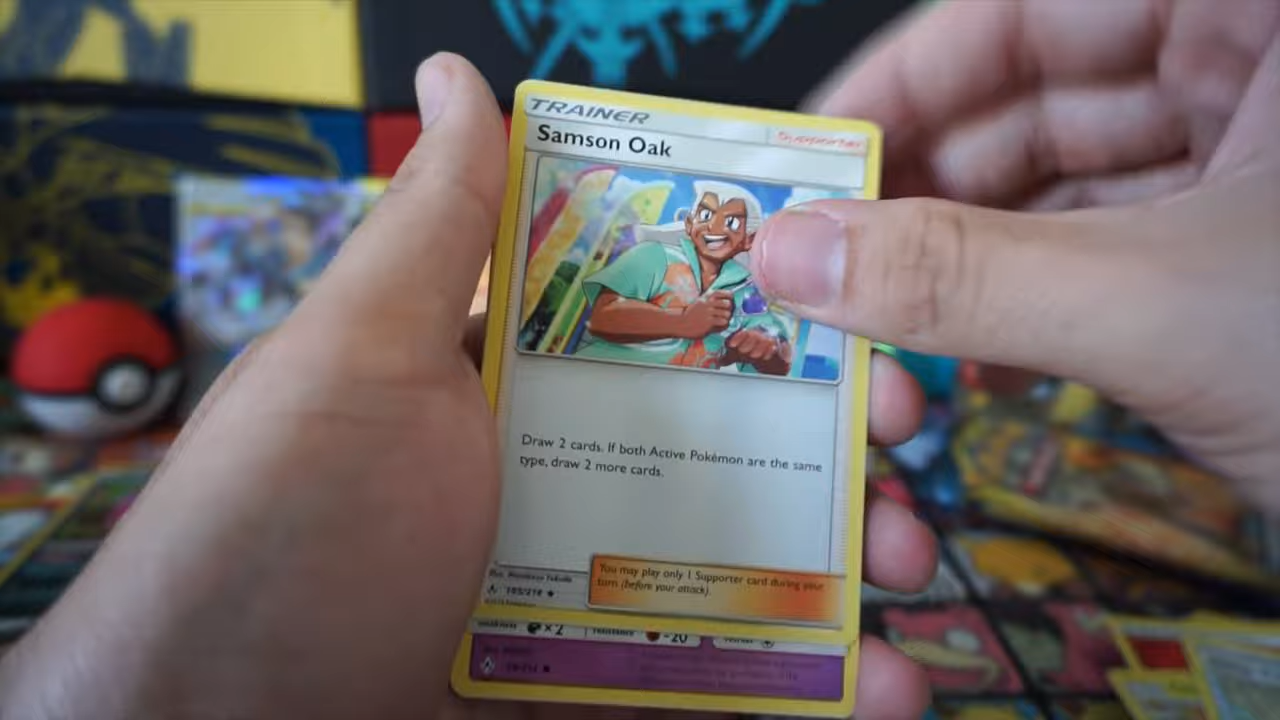 TRAINER
Samson Oak
Supporter
Draw 2 cards. If both Active Pokémon are the same
type, draw 2 more cards.
You may play only 1 Supporter card during your
turn (before your attack).
×2
-20